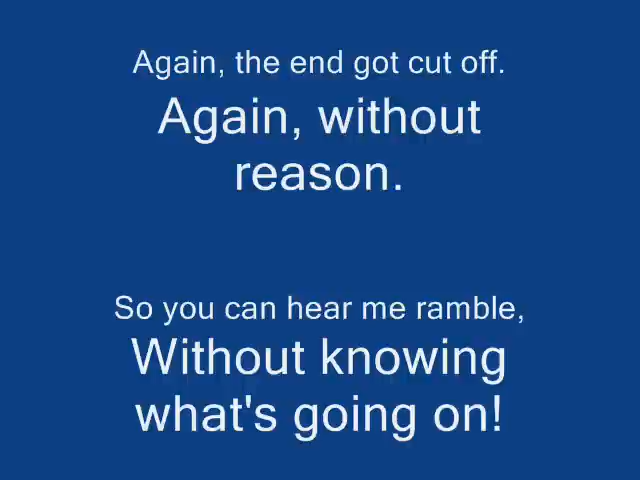 Again, the end got cut off.
Again, without
reason.
So you can hear me ramble,
Without knowing
what's going on!